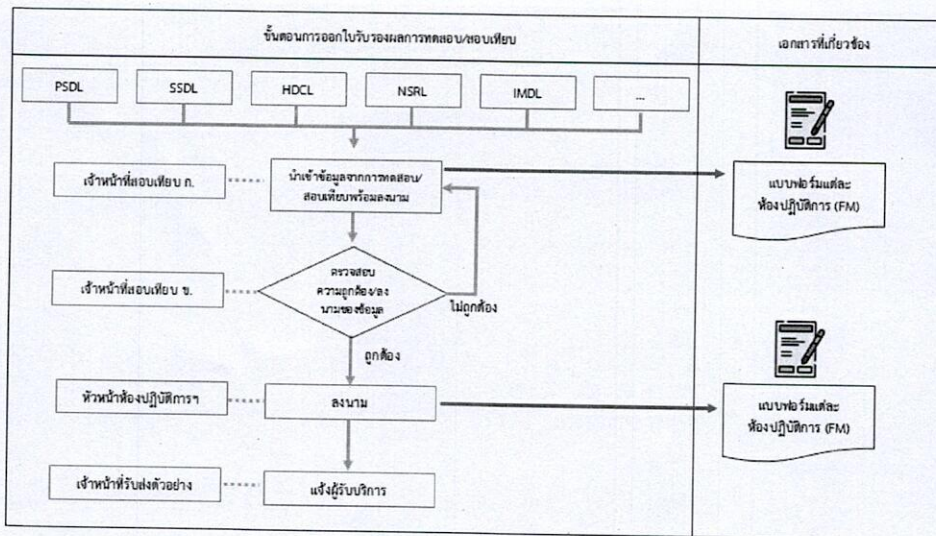 ขั้นตอนการออกใบรับรองผลการทดสอบ/สอบเทียบ
เอกสารที่เกี่ยวข้อง
PSDL
SSDL
HDCL
NSRL
IMDL
...
เจ้าหน้าที่สอบเทียบ ก.
นำเข้าข้อมูลจากการทดสอบ/
สอบเทียบพร้อมลงนาม
แบบฟอร์มแต่ละ
ห้องปฏิบัติการ (FM)
เจ้าหน้าที่สอบเทียบ ข.
ตรวจสอบ
ความถูกต้อง/ลง
นามของข้อมูล
ไม่ถูกต้อง
ถูกต้อง
หัวหน้าห้องปฏิบัติการฯ
ลงนาม
แบบฟอร์มแต่ละ
ห้องปฏิบัติการ (FM)
เจ้าหน้าที่รับส่งตัวอย่าง
แจ้งผู้รับบริการ